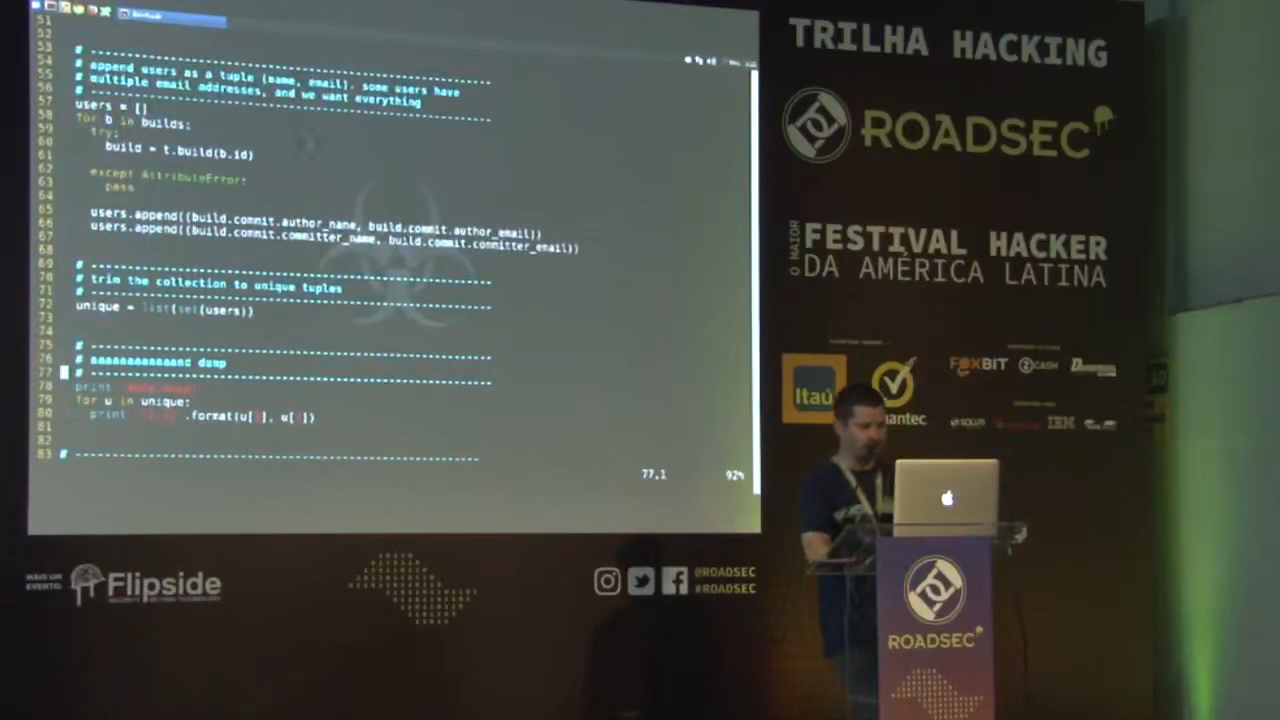 51
52
53 # ------------------------------------------------------
54 # append users as a tuple (name, email). some users have
55 # multiple email addresses, and we want everything
56 # ------------------------------------------------------
57 users = []
58 for b in builds:
59 try:
60 build = t.build(b.id)
61
62 except AttributeError:
63 pass
64
65 users.append((build.commit.author_name, build.commit.author_email))
66 users.append((build.commit.committer_name, build.commit.committer_email))
67
68
69 # ------------------------------------------------------
70 # trim the collection to unique tuples
71 # ------------------------------------------------------
72 unique = list(set(users))
73
74
75 # ------------------------------------------------------
76 # aaaaaaaaaaaaand dump
77 # ------------------------------------------------------
78 print
79 for u in unique:
80 print .format(u[ ], u[ ])
81
82
83 # ------------------------------------------------------
77,1 92%
TRILHA HACKING
ROADSEC
O MAIOR
FESTIVAL HACKER
DA AMÉRICA LATINA
FOXBIT ZCASH
Itaú
mantec
IBM
MAIS UM
EVENTO:
Flipside
@ROADSEC
#ROADSEC
ROADSEC